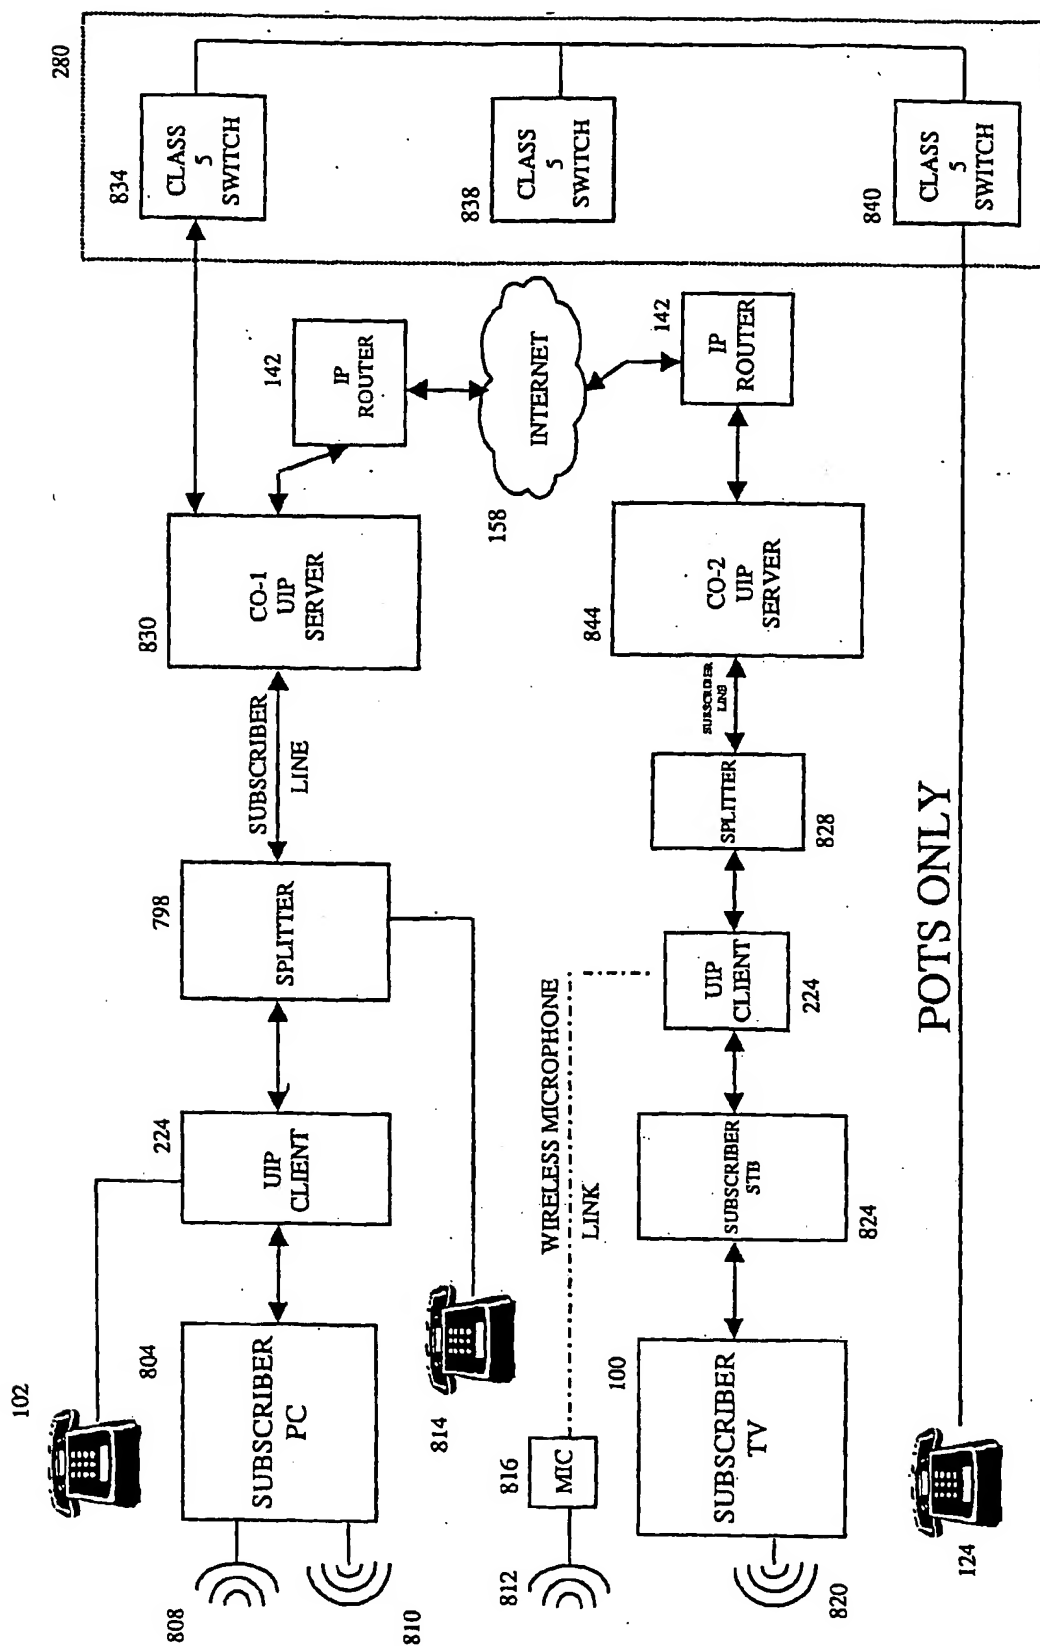 280
834
CLASS
5
SWITCH
838
CLASS
5
SWITCH
840
CLASS
5
SWITCH
142
IP
ROUTER
INTERNET
158
142
IP
ROUTER
830
CO-1
UIP
SERVER
844
CO-2
UIP
SERVER
SUBSCRIBER
LINE
SUBSCRIBER
LINE
798
SPLITTER
SPLITTER
828
POTS ONLY
224
UIP
CLIENT
UIP
CLIENT
224
WIRELESS MICROPHONE
LINK
SUBSCRIBER
STB
824
102
804
SUBSCRIBER
PC
814
816
MIC
100
SUBSCRIBER
TV
124
808
810
812
820